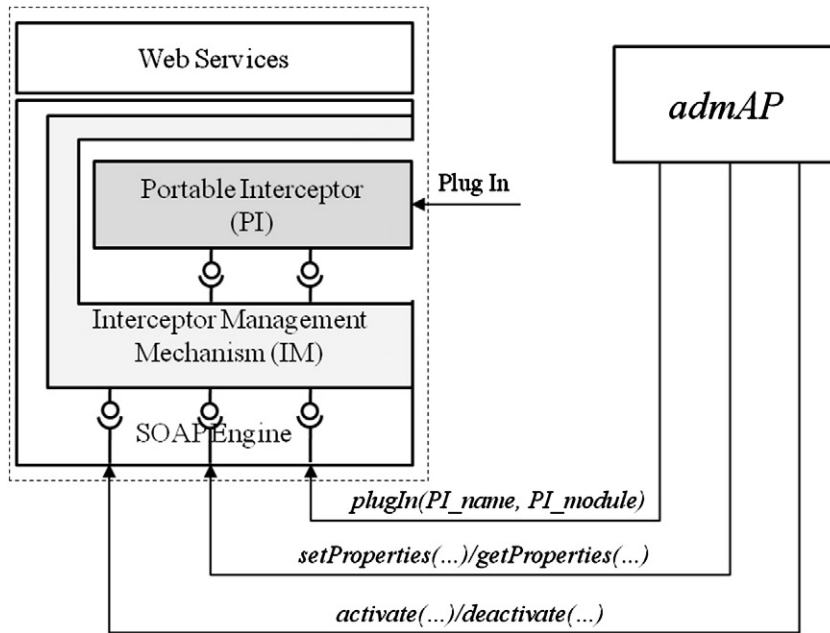 Web Services
admAP
Portable Interceptor
(PI)
Plug In
Interceptor Management
Mechanism (IM)
SOAP Engine
plugIn(PI_name, PI_module)
setProperties(...)/getProperties(...)
activate(...)/deactivate(...)